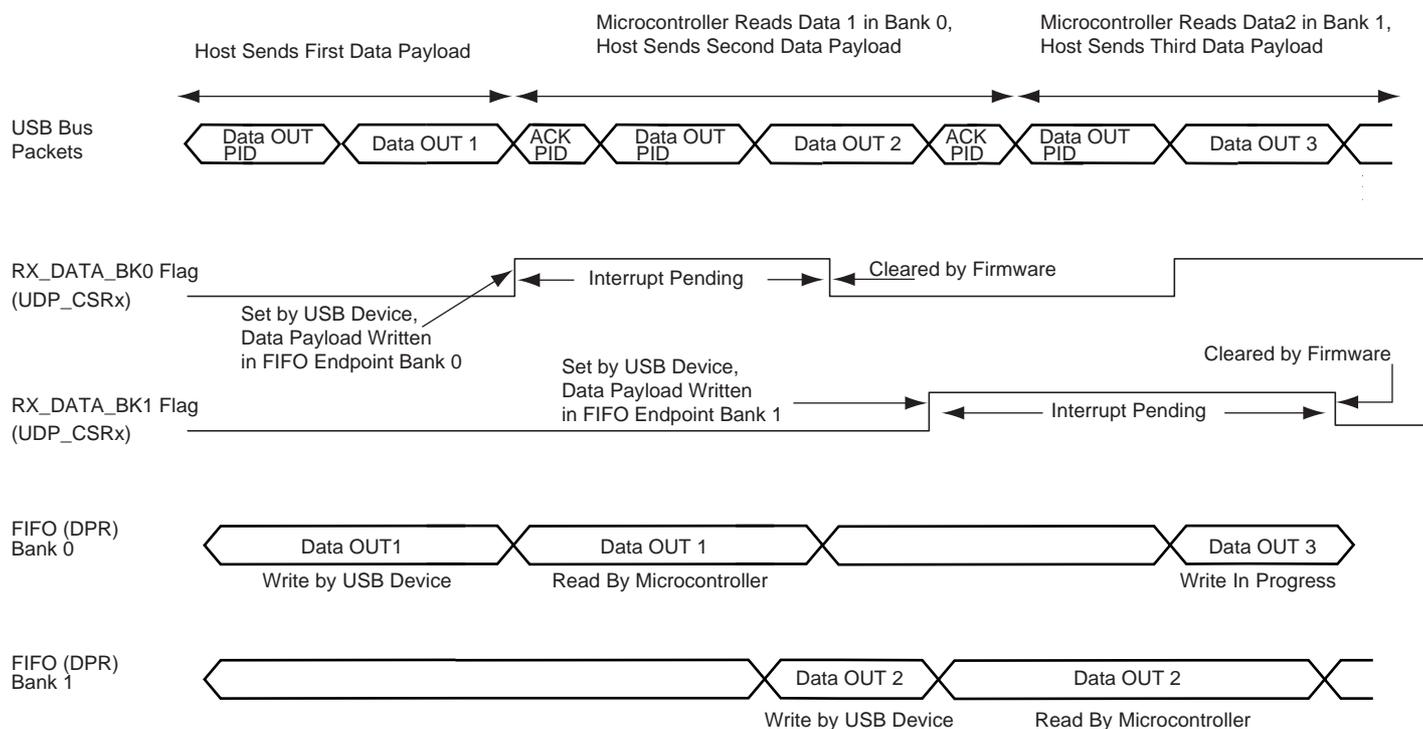 Host Sends First Data Payload
Microcontroller Reads Data 1 in Bank 0,
Host Sends Second Data Payload
Microcontroller Reads Data2 in Bank 1,
Host Sends Third Data Payload
USB Bus
Packets
Data OUT
PID
Data OUT 1
ACK
PID
Data OUT
PID
Data OUT 2
ACK
PID
Data OUT
PID
Data OUT 3
RX_DATA_BK0 Flag
(UDP_CSRx)
Interrupt Pending
Cleared by Firmware
Set by USB Device,
Data Payload Written
in FIFO Endpoint Bank 0
RX_DATA_BK1 Flag
(UDP_CSRx)
Set by USB Device,
Data Payload Written
in FIFO Endpoint Bank 1
Interrupt Pending
Cleared by Firmware
FIFO (DPR)
Bank 0
Data OUT1
Data OUT 1
Data OUT 3
Write by USB Device
Read By Microcontroller
Write In Progress
FIFO (DPR)
Bank 1
Data OUT 2
Data OUT 2
Write by USB Device
Read By Microcontroller